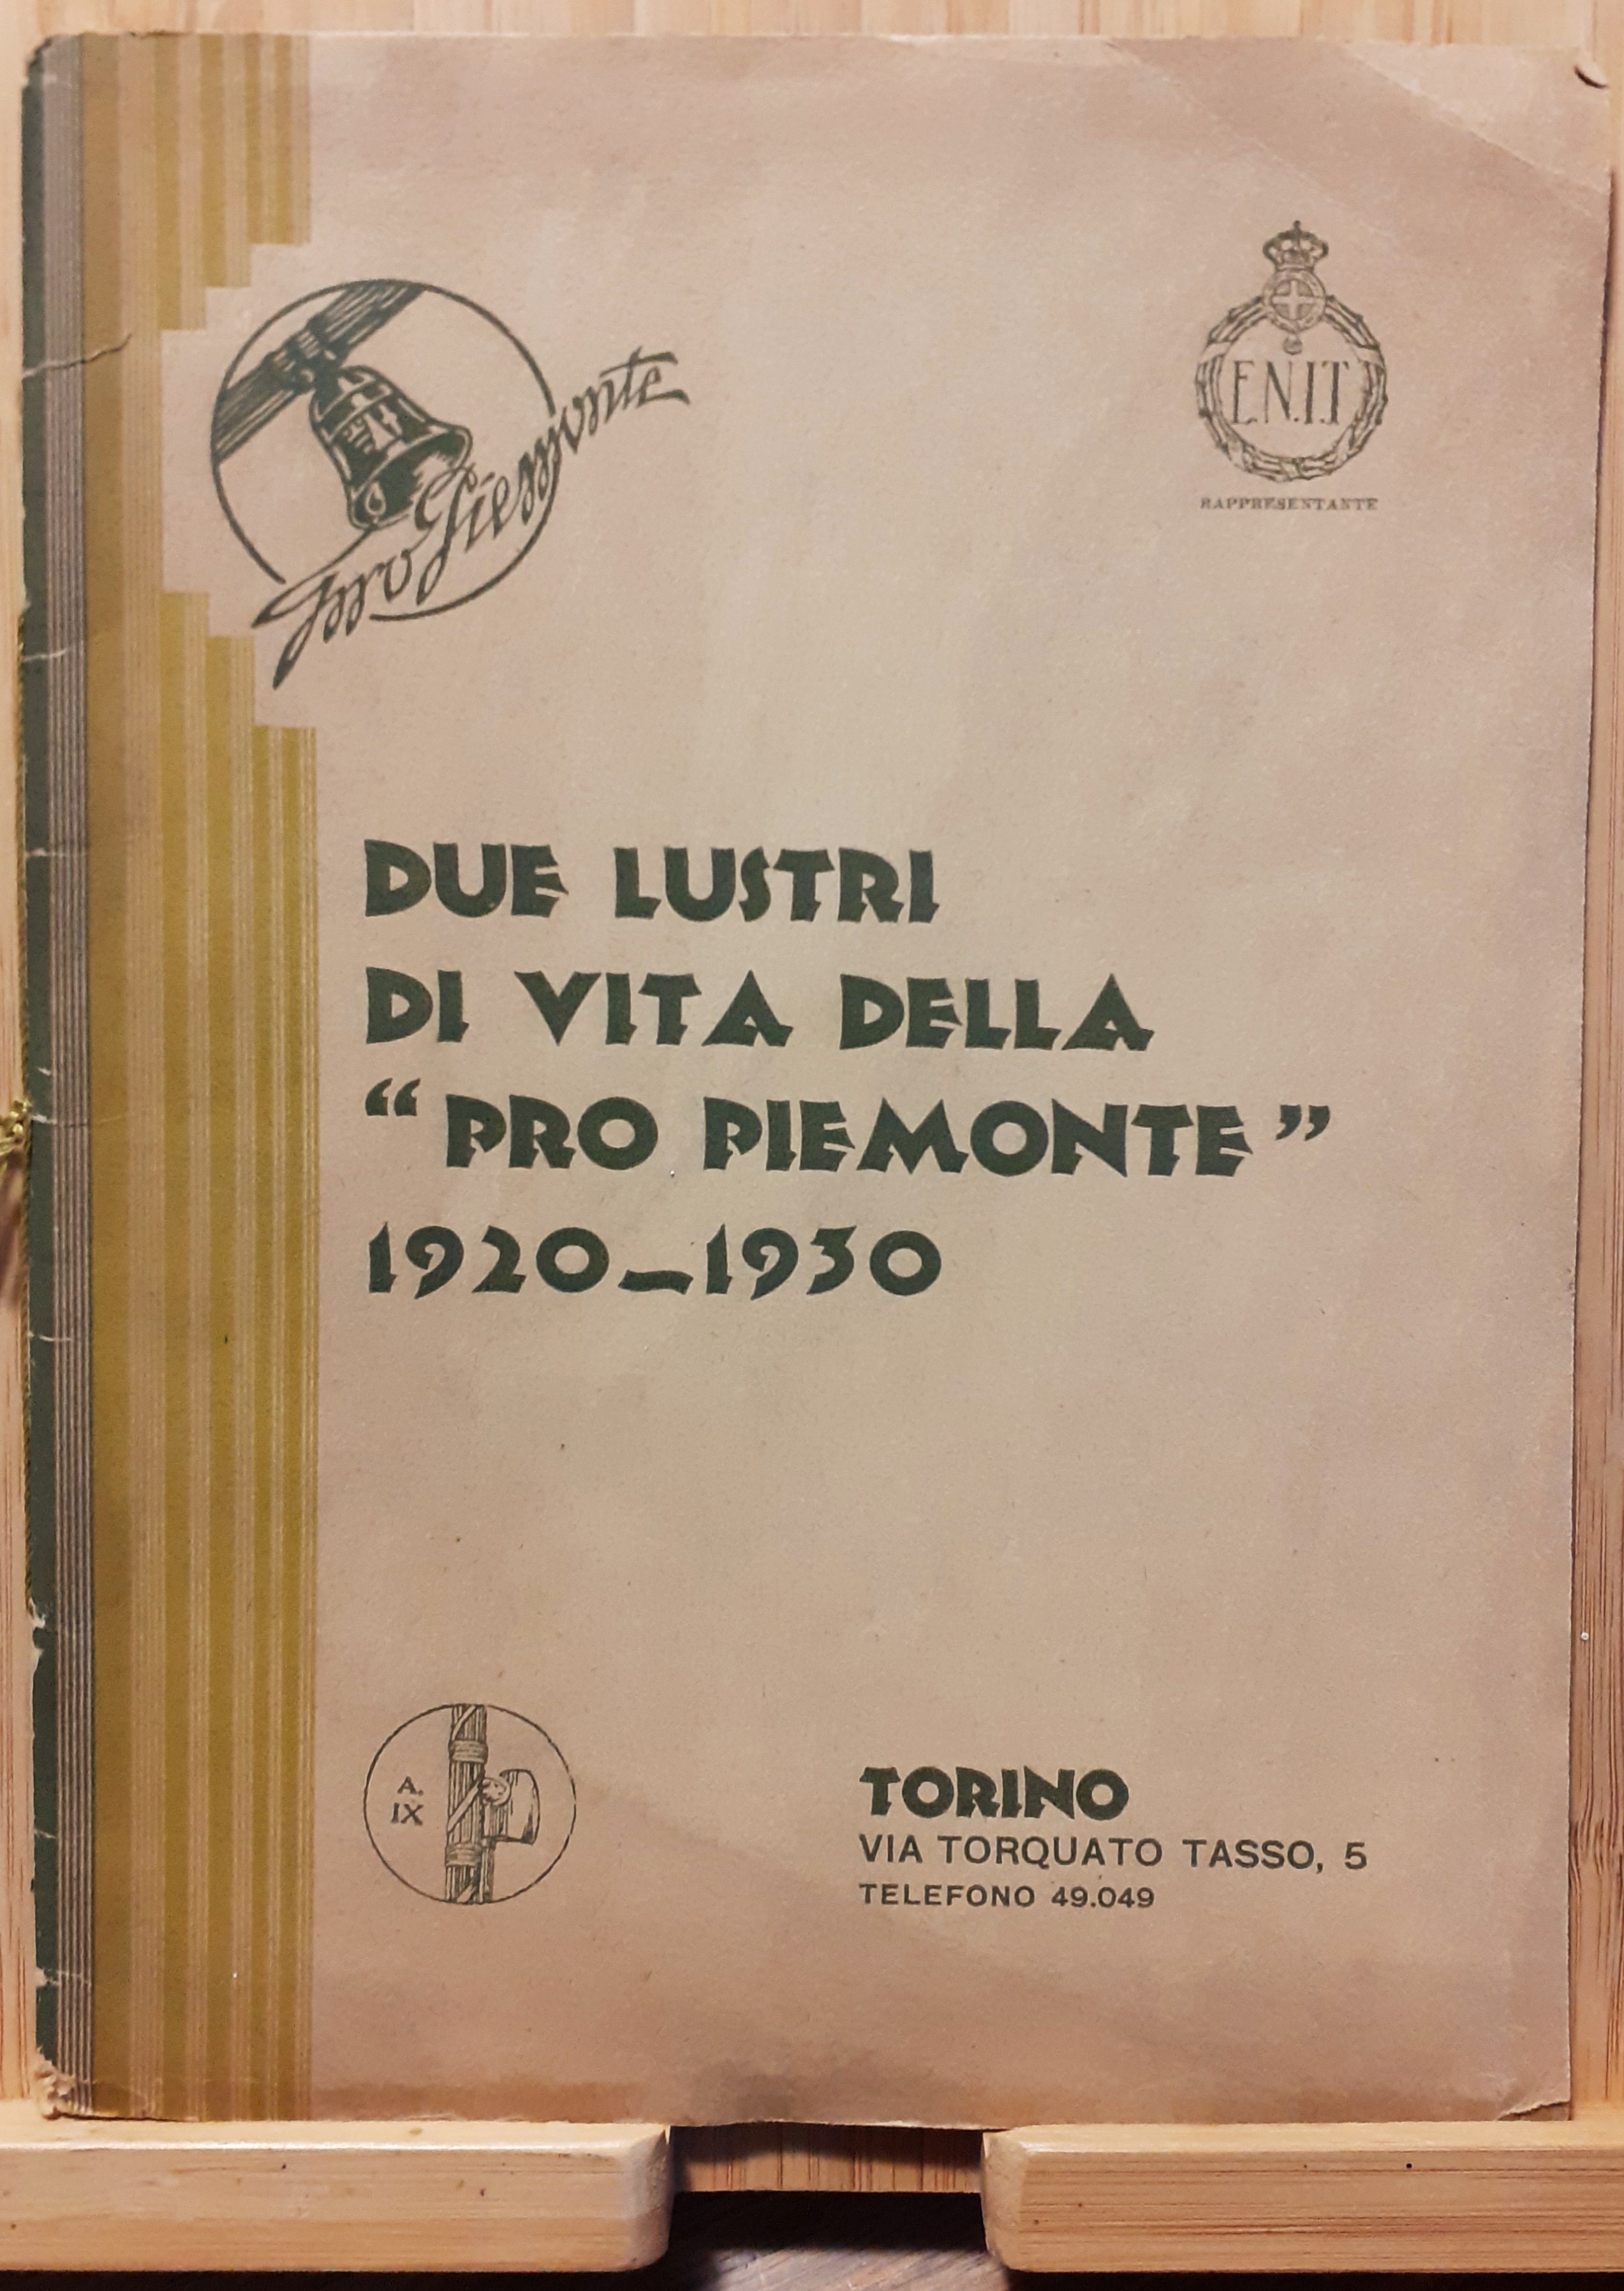 Pro Piemonte
E.N.I.T
RAPPRESENTANTE
DUE LUSTRI
DI VITA DELLA
“PRO PIEMONTE”
1920-1930
A.
IX
TORINO
VIA TORQUATO TASSO, 5
TELEFONO 49.049